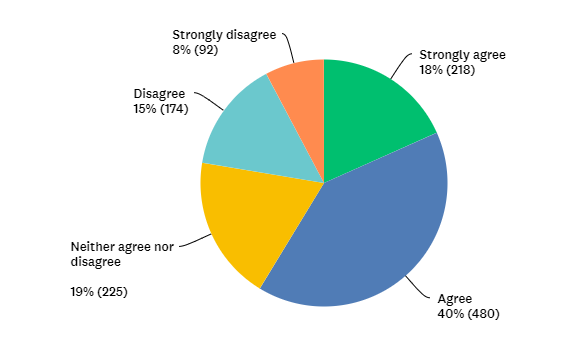 Strongly disagree
8% (92)
Strongly agree
18% (218)
Disagree
15% (174)
Neither agree nor
disagree
19% (225)
Agree
40% (480)